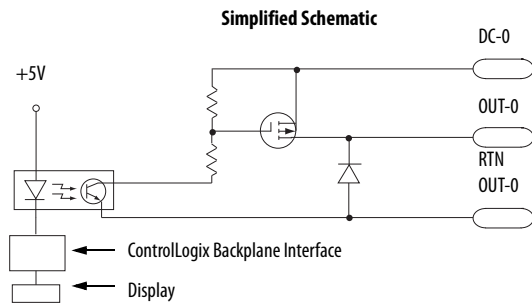 Simplified Schematic
DC-0
+5V
OUT-0
RTN
OUT-0
ControlLogix Backplane Interface
Display